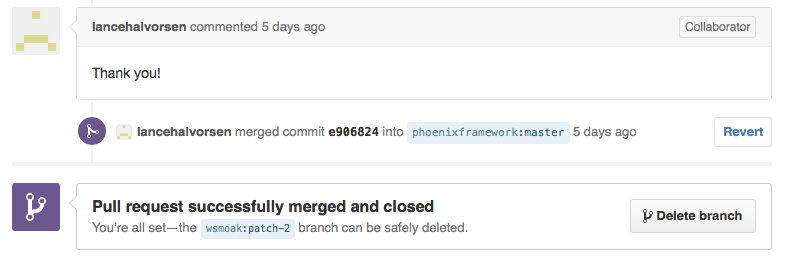 lancehalvorsen commented 5 days ago Collaborator
Thank you!
lancehalvorsen merged commit e906824 into phoenixframework:master 5 days ago Revert
Pull request successfully merged and closed
You're all set—the wsmoak:patch-2 branch can be safely deleted.
Delete branch